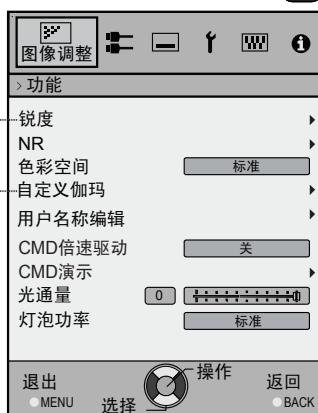 图像调整
>功能
锐度
NR
色彩空间 标准
自定义伽玛
用户名称编辑
CMD倍速驱动 关
CMD演示
光通量 0
灯泡功率 标准
操作
退出 返回
MENU 选择 BACK